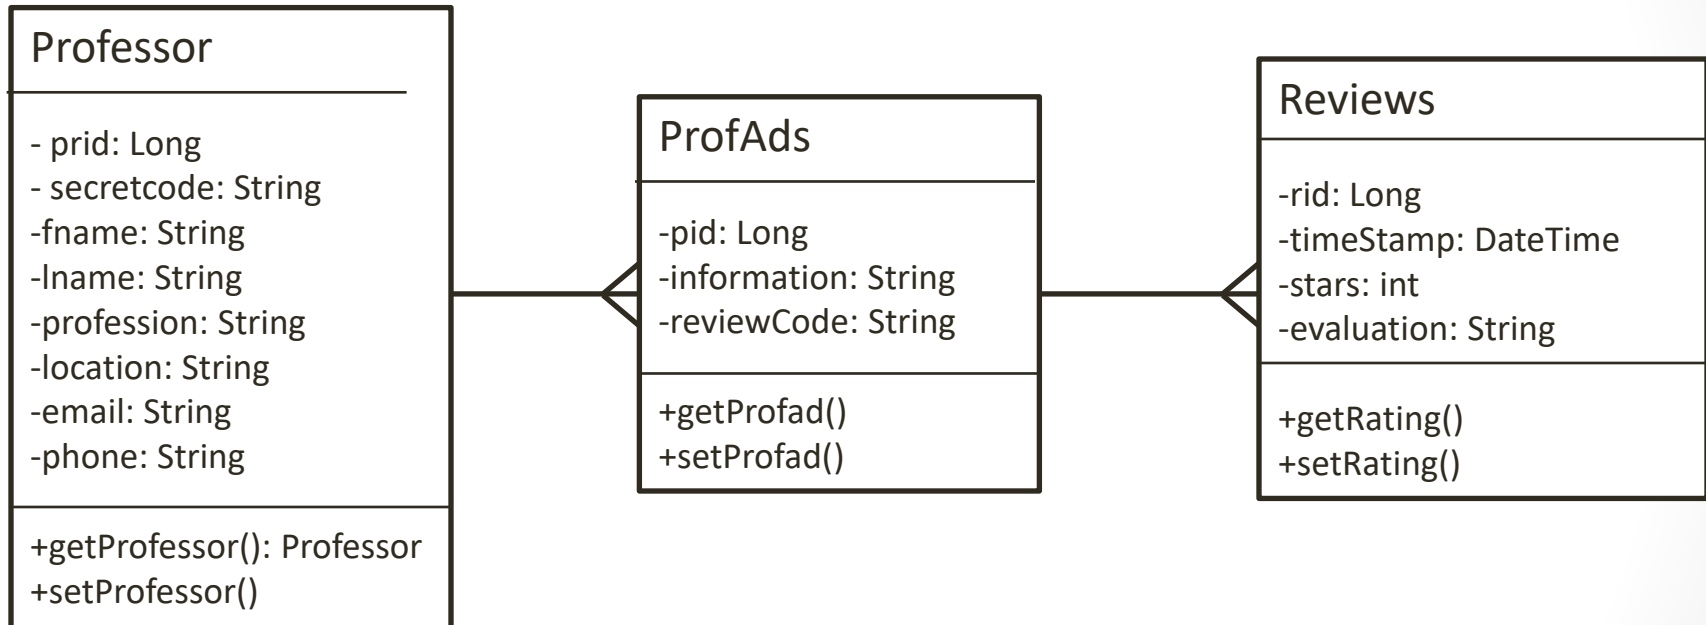 Professor
- prid: Long
- secretcode: String
-fname: String
-lname: String
-profession: String
-location: String
-email: String
-phone: String
+getProfessor(): Professor
+setProfessor()
ProfAds
-pid: Long
-information: String
-reviewCode: String
+getProfad()
+setProfad()
Reviews
-rid: Long
-timeStamp: DateTime
-stars: int
-evaluation: String
+getRating()
+setRating()